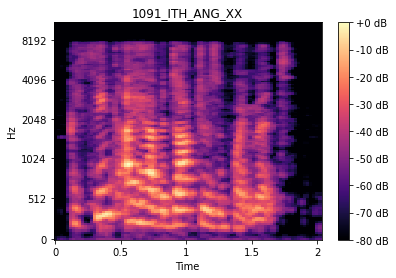 1091_ITH_ANG_XX
+0 dB
8192
-10 dB
-20 dB
4096
-30 dB
2048
Hz
-40 dB
1024
-50 dB
512
-60 dB
-70 dB
0
-80 dB
0
0.5
1
1.5
2
Time